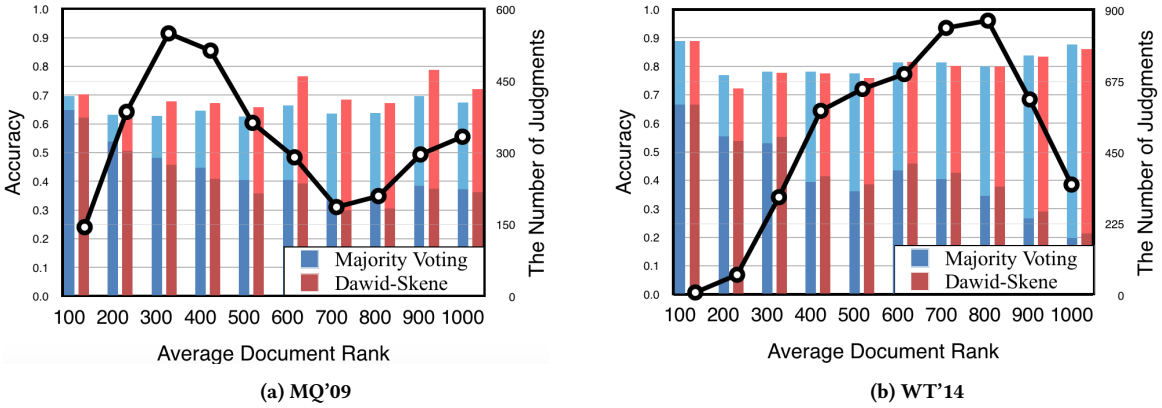 1.0
0.9
0.8
0.7
0.6
0.5
0.4
0.3
0.2
0.1
0.0
Accuracy
600
450
300
150
0
The Number of Judgments
Majority Voting
Dawid-Skene
100 200 300 400 500 600 700 800 900 1000
Average Document Rank
(a) MQ’09
1.0
0.9
0.8
0.7
0.6
0.5
0.4
0.3
0.2
0.1
0.0
Accuracy
900
675
450
225
0
The Number of Judgments
Majority Voting
Dawid-Skene
100 200 300 400 500 600 700 800 900 1000
Average Document Rank
(b) WT’14